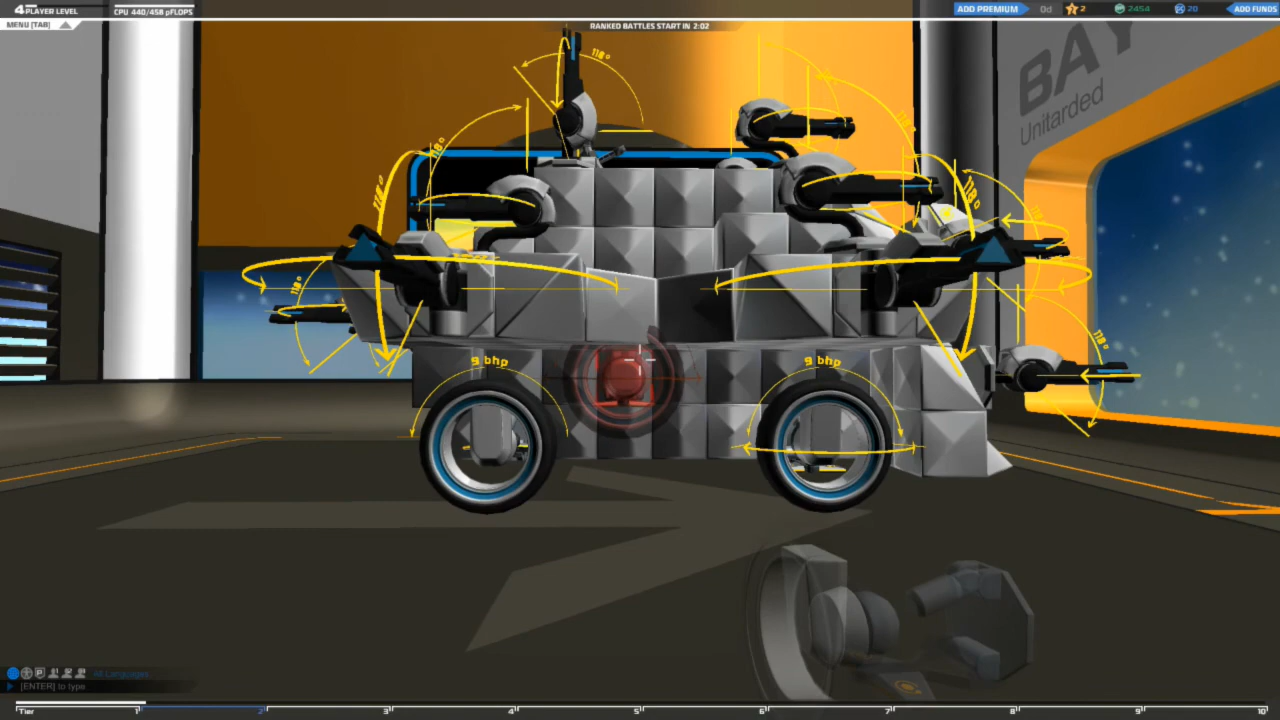 4 PLAYER LEVEL
CPU 440/458 pFLOPS
ADD PREMIUM 0d 2 2454 20 ADD FUNDS
MENU [TAB]
RANKED BATTLES START IN 2:02
BAY
Unitarded
118°
118°
118°
118°
118°
118°
118°
9 bhp
9 bhp
All Languages
[ENTER] to type
Tier 1 2 3 4 5 6 7 8 9 10